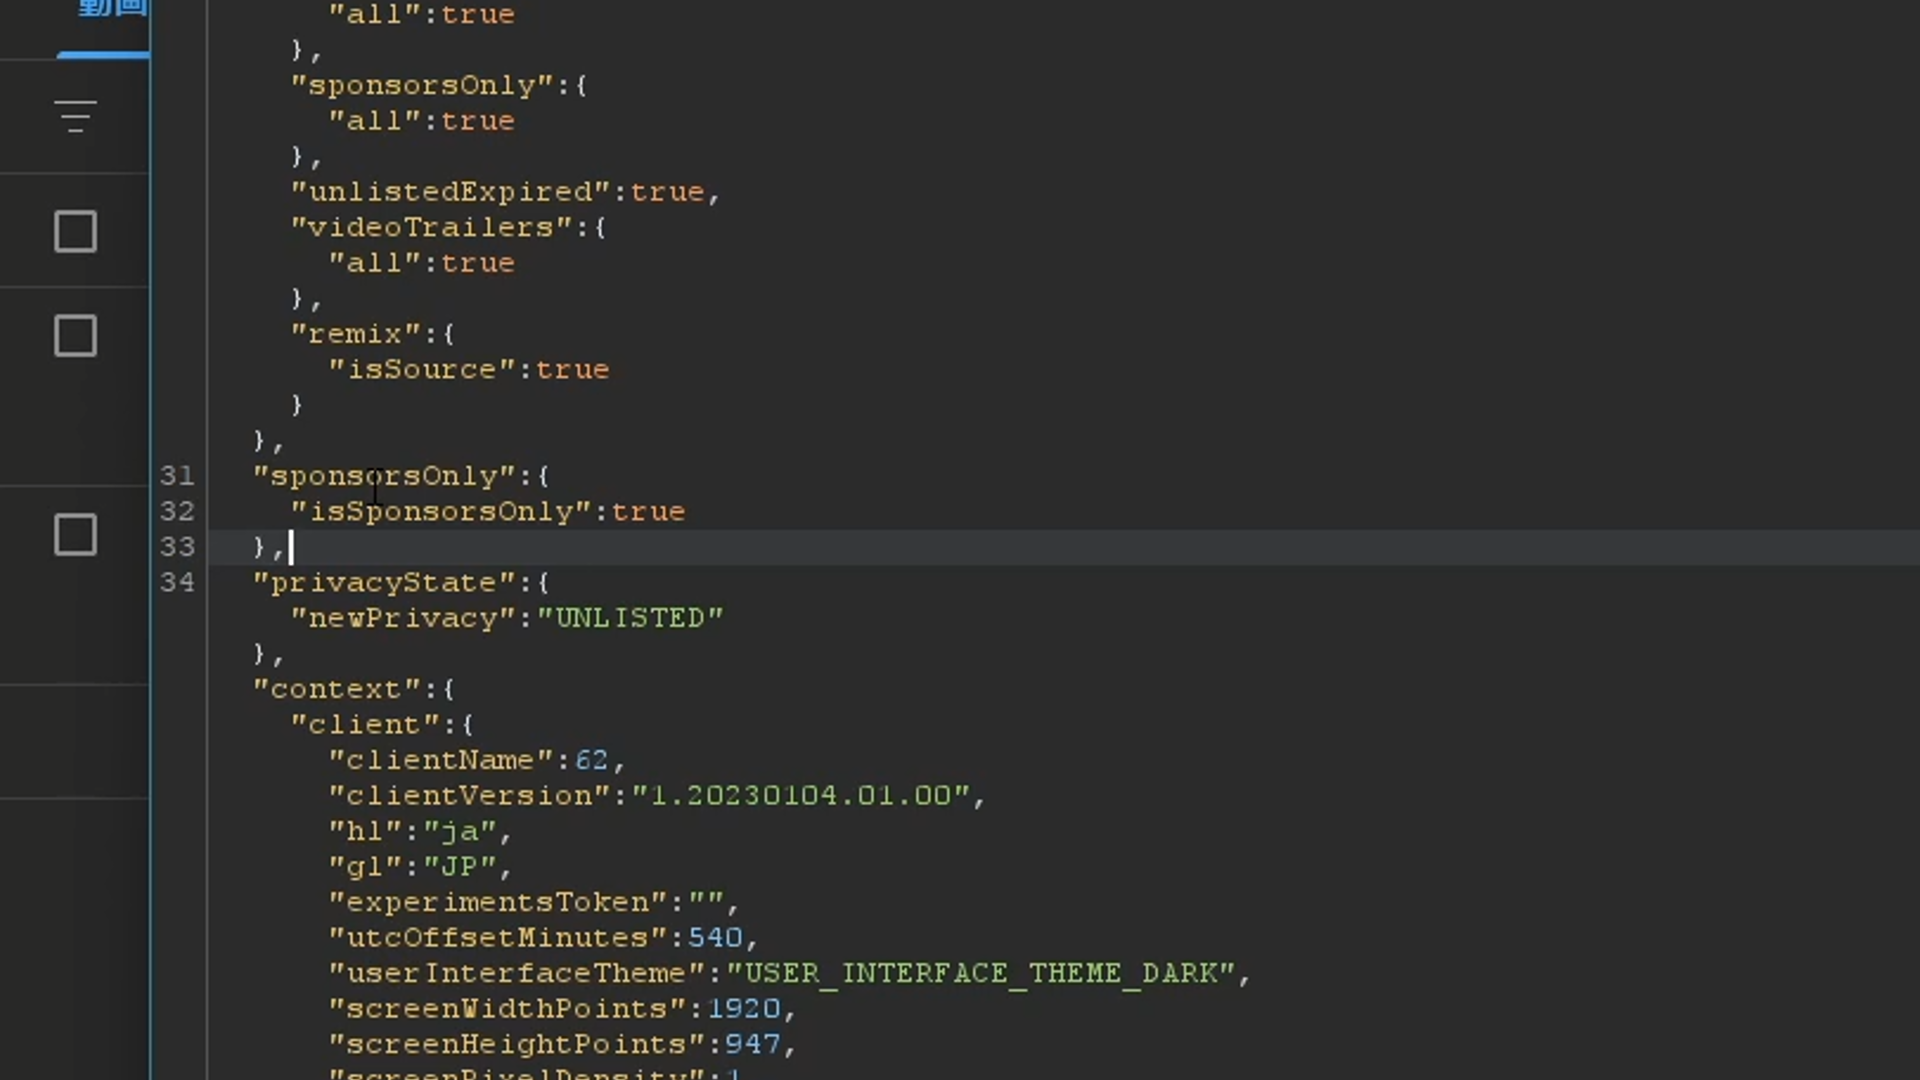 動画
"all":true
},
"sponsorsOnly":{
"all":true
},
"unlistedExpired":true,
"videoTrailers":{
"all":true
},
"remix":{
"isSource":true
}
},
31 "sponsorsOnly":{
32 "isSponsorsOnly":true
33 },
34 "privacyState":{
"newPrivacy":"UNLISTED"
},
"context":{
"client":{
"clientName":62,
"clientVersion":"1.20230104.01.00",
"hl":"ja",
"gl":"JP",
"experimentsToken":"",
"utcOffsetMinutes":540,
"userInterfaceTheme":"USER_INTERFACE_THEME_DARK",
"screenWidthPoints":1920,
"screenHeightPoints":947,
"screenPixelDensity":1